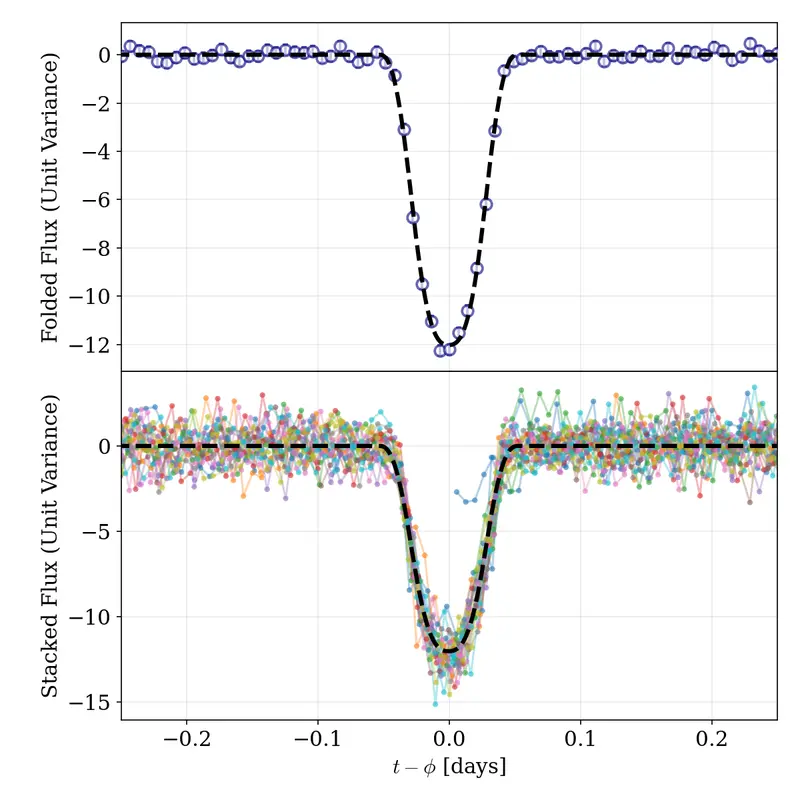 Folded Flux (Unit Variance)
0
−2
−4
−6
−8
−10
−12
Stacked Flux (Unit Variance)
0
−5
−10
−15
−0.2 −0.1 0.0 0.1 0.2
t − ϕ [days]